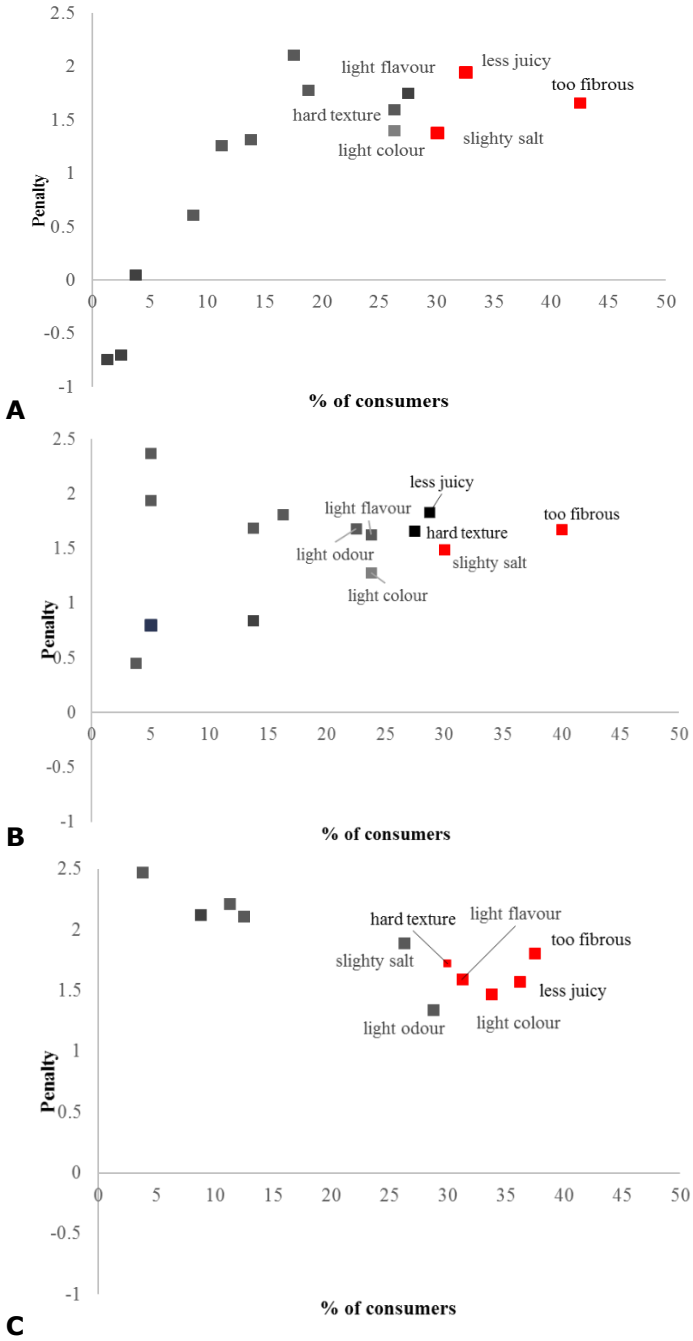 2.5
less juicy
light flavour
2
too fibrous
1.5
hard texture
slighty salt
light colour
1
Penalty
0.5
0
0 5 10 15 20 25 30 35 40 45 50
-0.5
-1
% of consumers
A
2.5
less juicy
2
light flavour
too fibrous
hard texture
1.5
light odour
slighty salt
light colour
1
Penalty
0.5
0
0 5 10 15 20 25 30 35 40 45 50
-0.5
-1
% of consumers
B
2.5
light flavour
hard texture
2
too fibrous
slighty salt
less juicy
1.5
light colour
light odour
1
Penalty
0.5
0
0 5 10 15 20 25 30 35 40 45 50
-0.5
-1
% of consumers
C